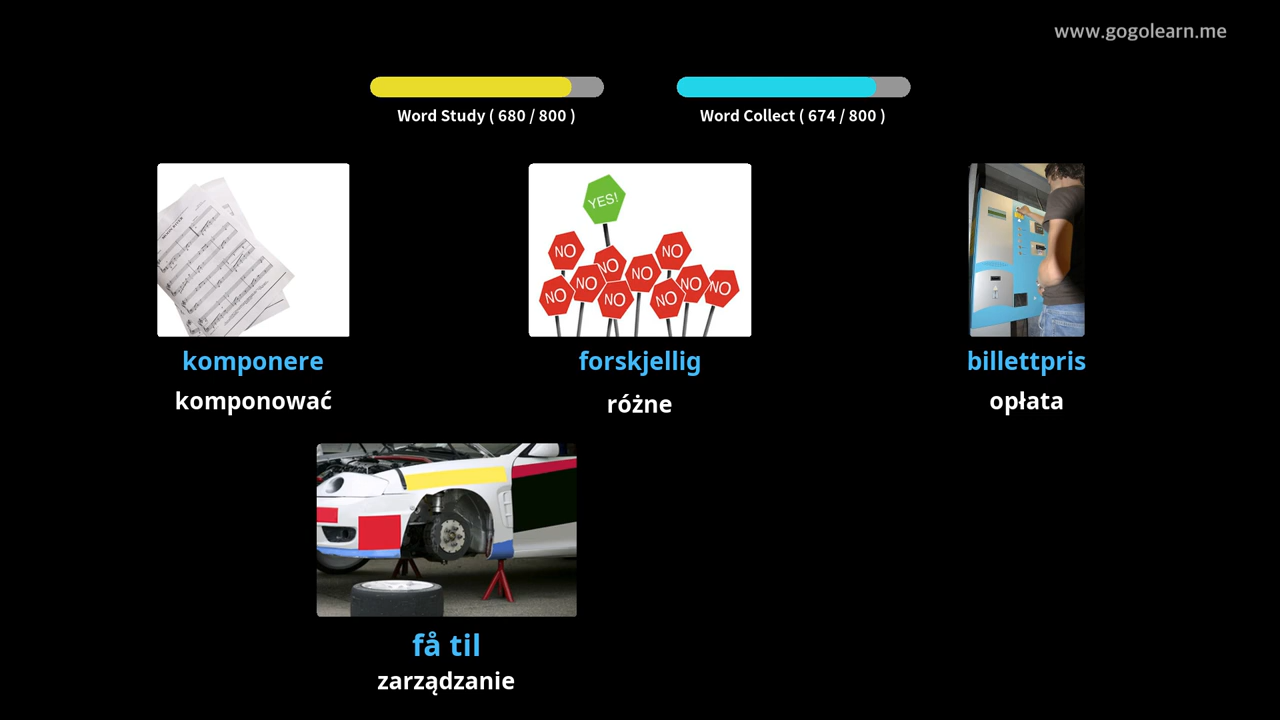 www.gogolearn.me
Word Study ( 680 / 800 )
Word Collect ( 674 / 800 )
YES!
NO
NO
NO
NO
NO
NO
NO
NO
NO
NO
komponere
forskjellig
billettpris
komponować
różne
opłata
få til
zarządzanie